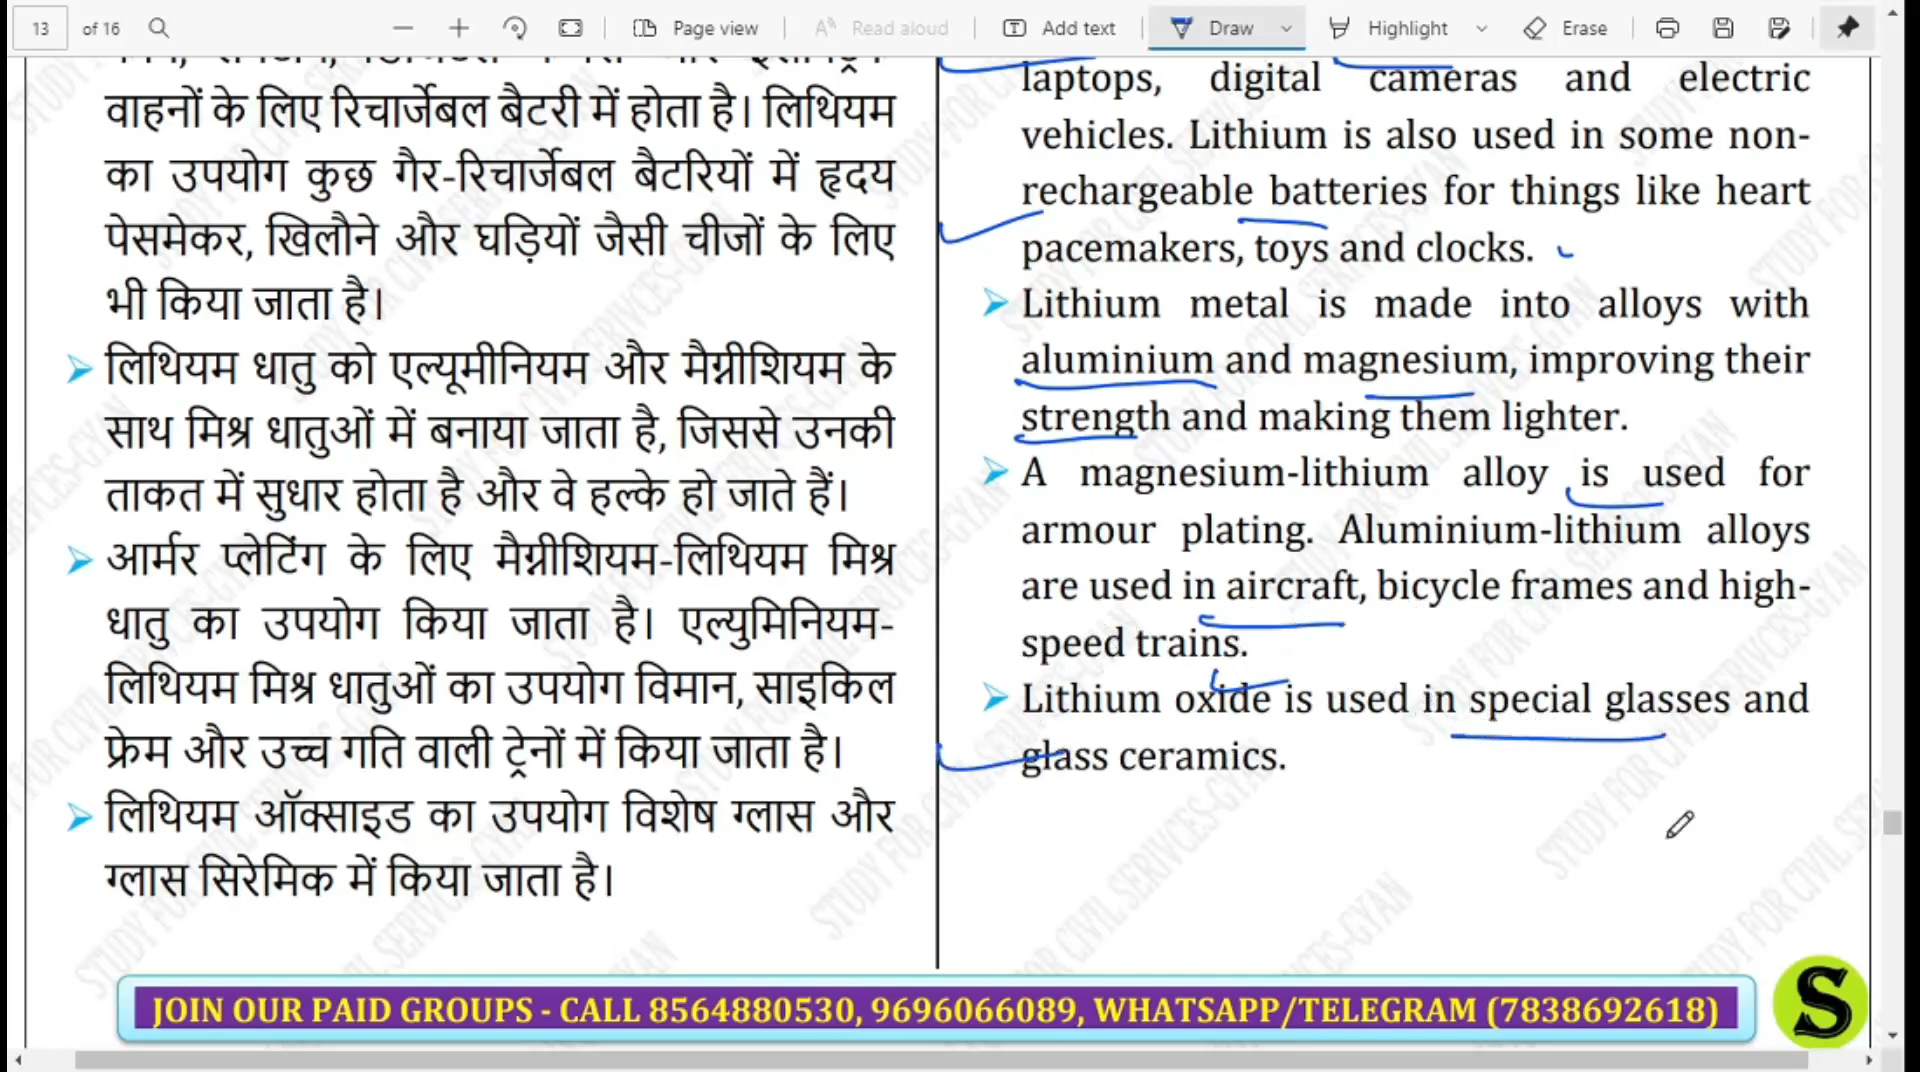 13
of 16
Page view
Read aloud
Add text
Draw
Highlight
Erase
वाहनों के लिए रिचार्जेबल बैटरी में होता है। लिथियम
का उपयोग कुछ गैर-रिचार्जेबल बैटरियों में हृदय
पेसमेकर, खिलौने और घड़ियों जैसी चीजों के लिए
भी किया जाता है।
लिथियम धातु को एल्यूमीनियम और मैग्नीशियम के
साथ मिश्र धातुओं में बनाया जाता है, जिससे उनकी
ताकत में सुधार होता है और वे हल्के हो जाते हैं।
आर्मर प्लेटिंग के लिए मैग्नीशियम-लिथियम मिश्र
धातु का उपयोग किया जाता है। एल्युमिनियम-
लिथियम मिश्र धातुओं का उपयोग विमान, साइकिल
फ्रेम और उच्च गति वाली ट्रेनों में किया जाता है।
लिथियम ऑक्साइड का उपयोग विशेष ग्लास और
ग्लास सिरेमिक में किया जाता है।
laptops, digital cameras and electric
vehicles. Lithium is also used in some non-
rechargeable batteries for things like heart
pacemakers, toys and clocks.
Lithium metal is made into alloys with
aluminium and magnesium, improving their
strength and making them lighter.
A magnesium-lithium alloy is used for
armour plating. Aluminium-lithium alloys
are used in aircraft, bicycle frames and high-
speed trains.
Lithium oxide is used in special glasses and
glass ceramics.
JOIN OUR PAID GROUPS - CALL 8564880530, 9696066089, WHATSAPP/TELEGRAM (7838692618)
S